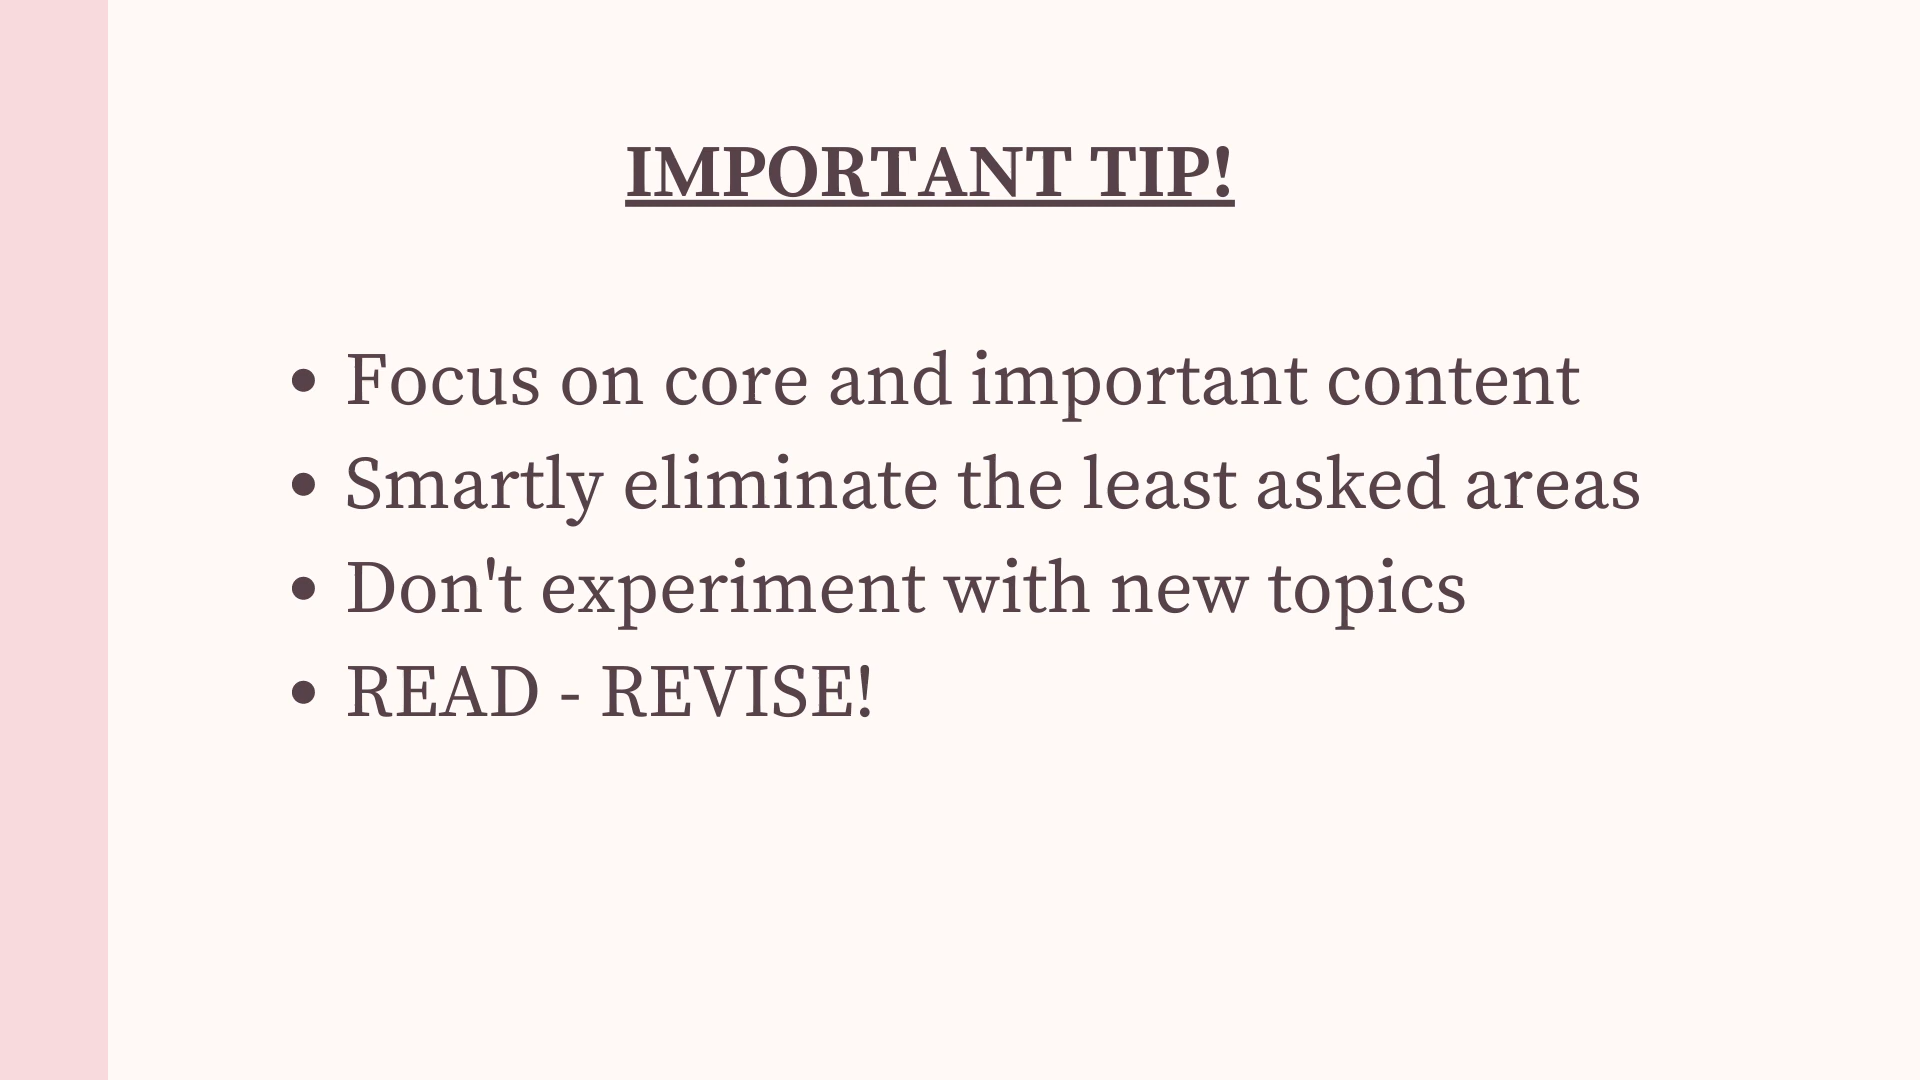 IMPORTANT TIP!
• Focus on core and important content
• Smartly eliminate the least asked areas
• Don't experiment with new topics
• READ - REVISE!